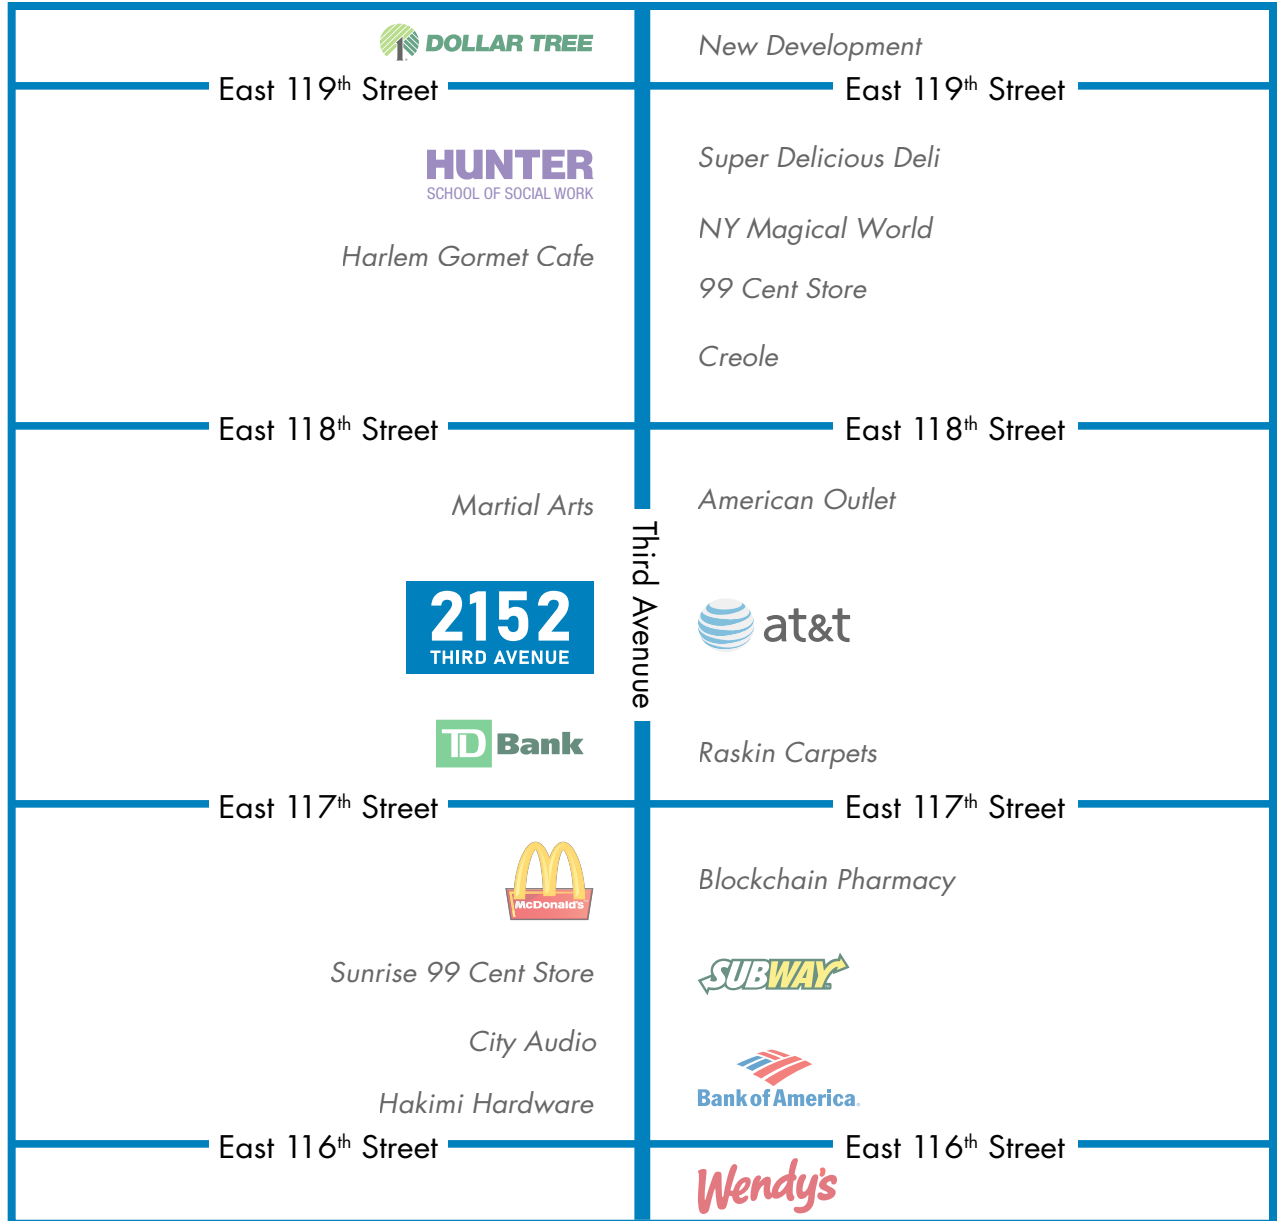 DOLLAR TREE
New Development
East 119th Street
East 119th Street
HUNTER
SCHOOL OF SOCIAL WORK
Harlem Gormet Cafe
Super Delicious Deli
NY Magical World
99 Cent Store
Creole
East 118th Street
East 118th Street
Martial Arts
2152
THIRD AVENUE
TD Bank
Third Avenuue
American Outlet
at&t
Raskin Carpets
East 117th Street
East 117th Street
McDonald's
Sunrise 99 Cent Store
City Audio
Hakimi Hardware
Blockchain Pharmacy
SUBWAY
Bank of America
East 116th Street
East 116th Street
Wendy's